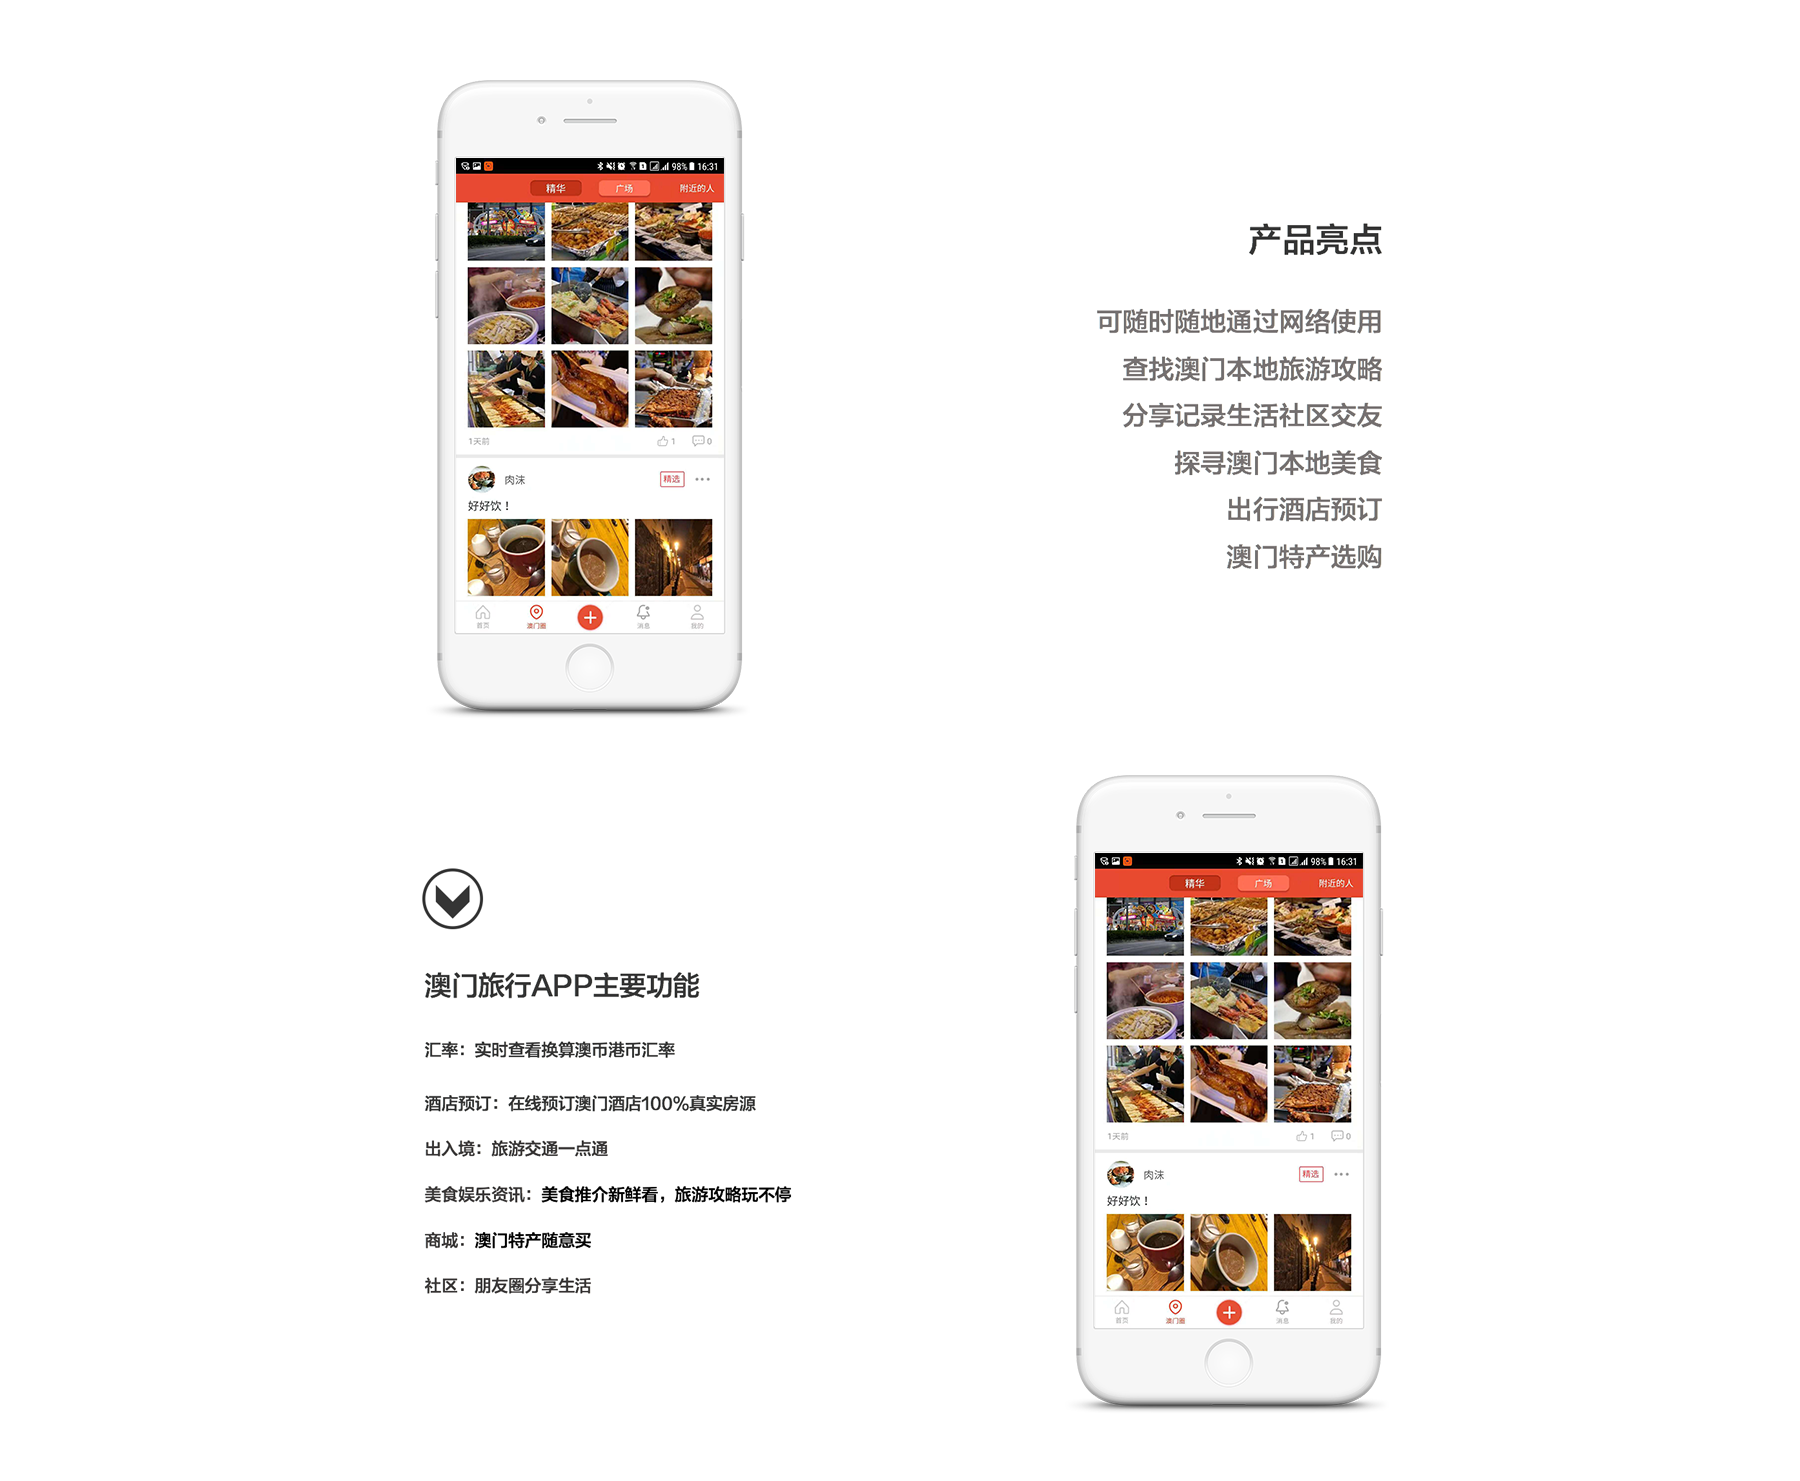 98% 16:31
精华 广场 附近的人
1天前 1 0
肉沫 精选
好好饮！
首页 澳门圈 消息 我的
产品亮点
可随时随地通过网络使用
查找澳门本地旅游攻略
分享记录生活社区交友
探寻澳门本地美食
出行酒店预订
澳门特产选购
澳门旅行APP主要功能
汇率：实时查看换算澳币港币汇率
酒店预订：在线预订澳门酒店100%真实房源
出入境：旅游交通一点通
美食娱乐资讯：美食推介新鲜看，旅游攻略玩不停
商城：澳门特产随意买
社区：朋友圈分享生活
98% 16:31
精华 广场 附近的人
1天前 1 0
肉沫 精选
好好饮！
首页 澳门圈 消息 我的